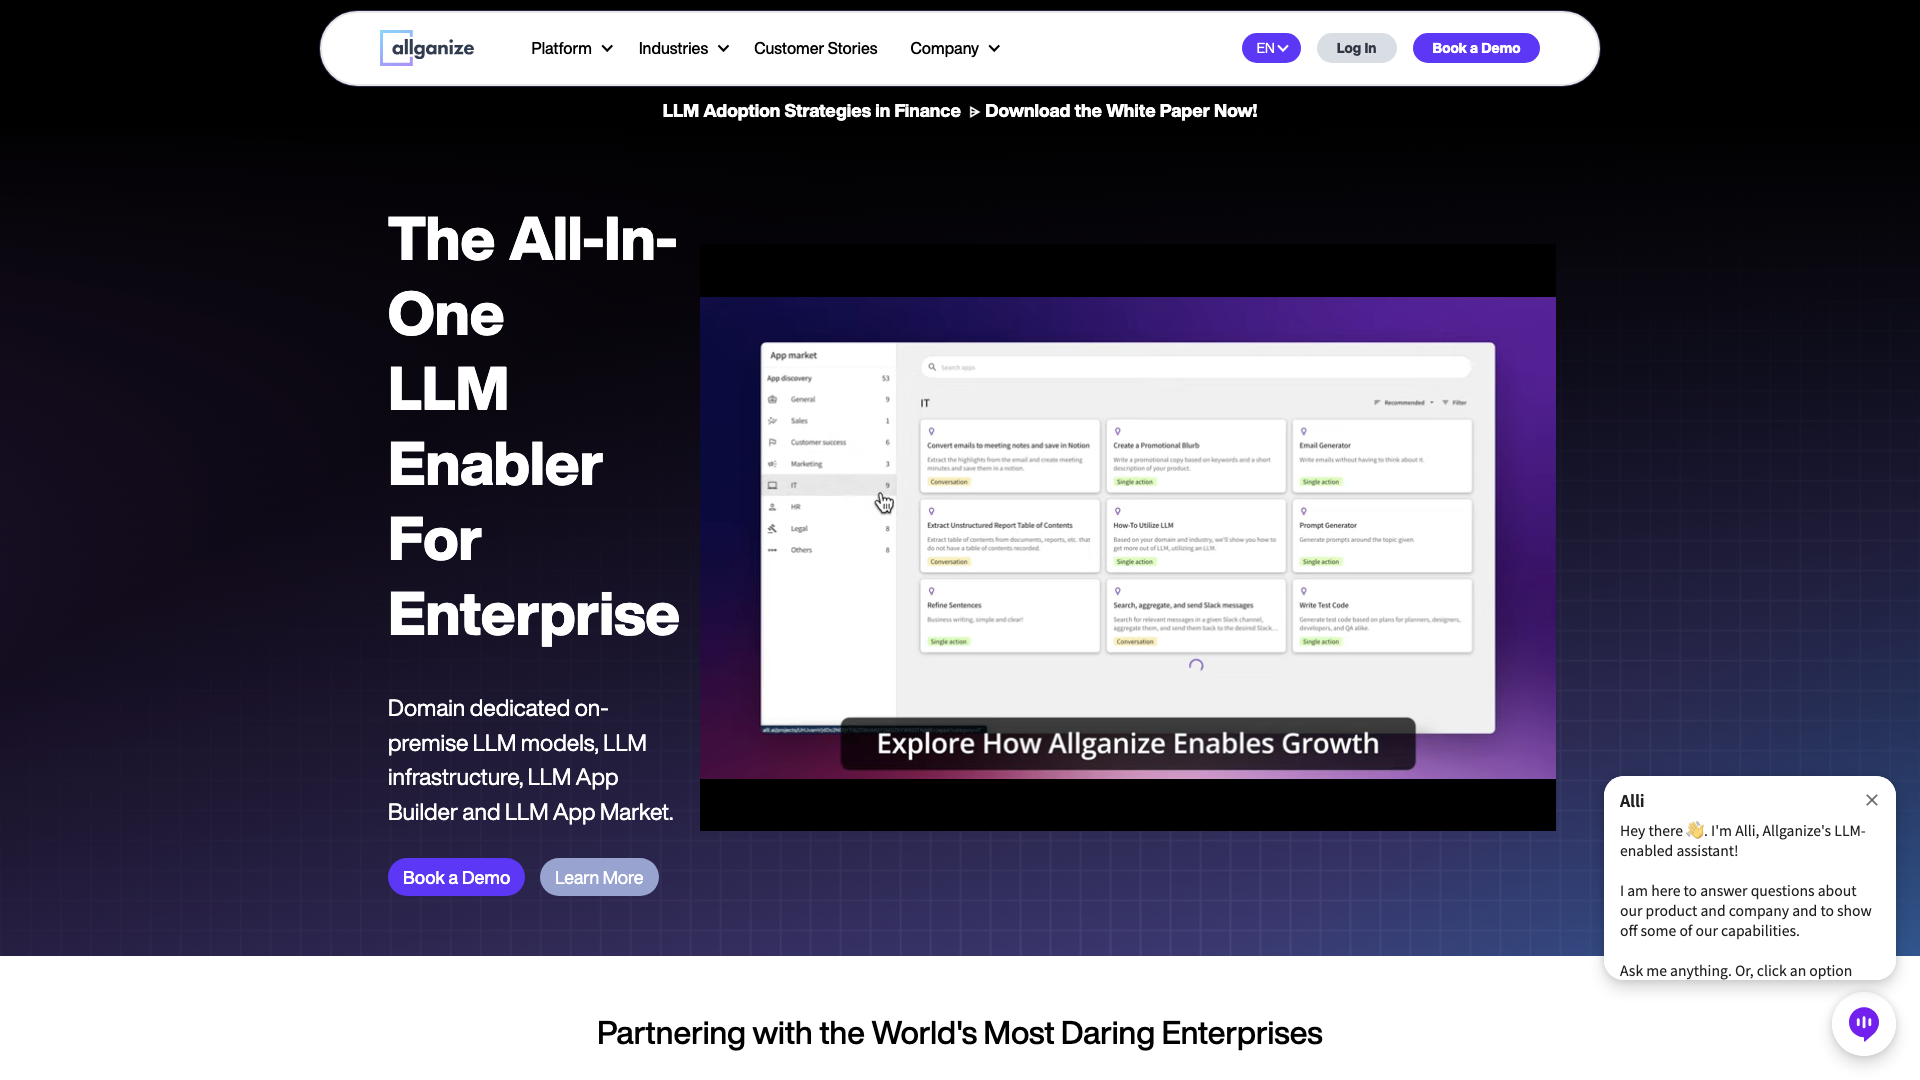 allganize
Platform
Industries
Customer Stories
Company
EN
Log In
Book a Demo
LLM Adoption Strategies in Finance ⪢ Download the White Paper Now!
The All-In-
One
LLM
Enabler
For
Enterprise
Domain dedicated on-
premise LLM models, LLM
infrastructure, LLM App
Builder and LLM App Market.
Book a Demo
Learn More
App market
App discovery 53
General 9
Sales 1
Customer success 6
Marketing 3
IT 9
HR
Legal 8
Others 8
Search apps
IT
Recommended
Filter
Convert emails to meeting notes and save in Notion
Extract the highlights from the email and create meeting
minutes and save them in a notion.
Conversation
Create a Promotional Blurb
Write a promotional copy based on keywords and a short
description of your product.
Single action
Email Generator
Write emails without having to think about it.
Single action
Extract Unstructured Report Table of Contents
Extract table of contents from documents, reports, etc. that
do not have a table of contents recorded.
Conversation
How-To Utilize LLM
Based on your domain and industry, we'll show you how to
get more out of LLM, utilizing an LLM.
Single action
Prompt Generator
Generate prompts around the topic given.
Single action
Refine Sentences
Business writing, simple and clear!
Single action
Search, aggregate, and send Slack messages
Search for relevant messages in a given Slack channel,
aggregate them, and send them back to the desired Slack...
Conversation
Write Test Code
Generate test code based on plans for planners, designers,
developers, and QA alike.
Single action
Explore How Allganize Enables Growth
Alli
Hey there 👋. I'm Alli, Allganize's LLM-
enabled assistant!
I am here to answer questions about
our product and company and to show
off some of our capabilities.
Ask me anything. Or, click an option
Partnering with the World's Most Daring Enterprises